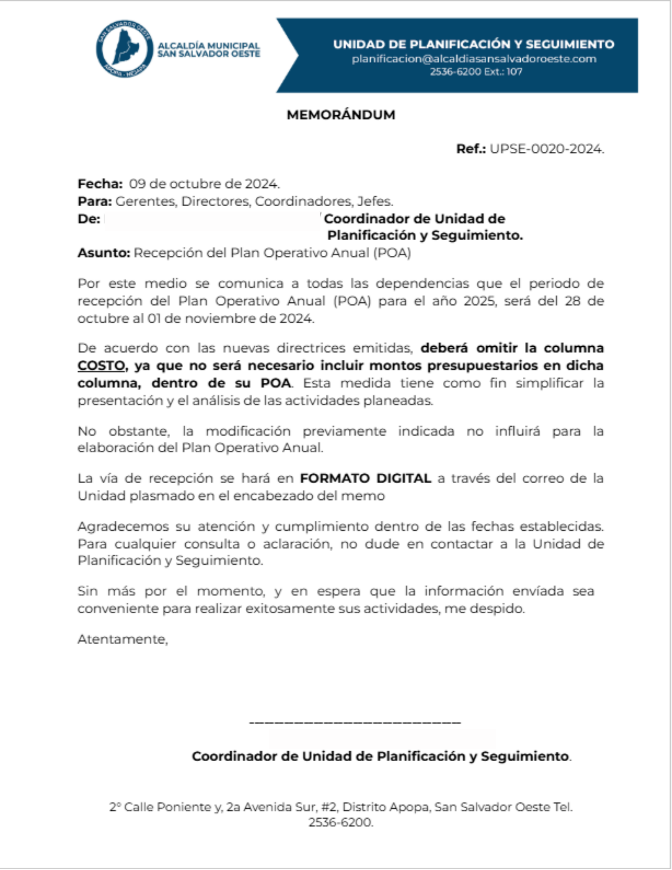 SAN SALVADOR OESTE
APOPA - NEJAPA
ALCALDÍA MUNICIPAL
SAN SALVADOR OESTE
UNIDAD DE PLANIFICACIÓN Y SEGUIMIENTO
planificacion@alcaldiasansalvadoroeste.com
2536-6200 Ext.: 107
MEMORÁNDUM
Ref.: UPSE-0020-2024.
Fecha: 09 de octubre de 2024.
Para: Gerentes, Directores, Coordinadores, Jefes.
De: Coordinador de Unidad de
Planificación y Seguimiento.
Asunto: Recepción del Plan Operativo Anual (POA)
Por este medio se comunica a todas las dependencias que el periodo de
recepción del Plan Operativo Anual (POA) para el año 2025, será del 28 de
octubre al 01 de noviembre de 2024.
De acuerdo con las nuevas directrices emitidas, deberá omitir la columna
COSTO, ya que no será necesario incluir montos presupuestarios en dicha
columna, dentro de su POA. Esta medida tiene como fin simplificar la
presentación y el análisis de las actividades planeadas.
No obstante, la modificación previamente indicada no influirá para la
elaboración del Plan Operativo Anual.
La vía de recepción se hará en FORMATO DIGITAL a través del correo de la
Unidad plasmado en el encabezado del memo
Agradecemos su atención y cumplimiento dentro de las fechas establecidas.
Para cualquier consulta o aclaración, no dude en contactar a la Unidad de
Planificación y Seguimiento.
Sin más por el momento, y en espera que la información envíada sea
conveniente para realizar exitosamente sus actividades, me despido.
Atentamente,
Coordinador de Unidad de Planificación y Seguimiento.
2° Calle Poniente y, 2a Avenida Sur, #2, Distrito Apopa, San Salvador Oeste Tel.
2536-6200.